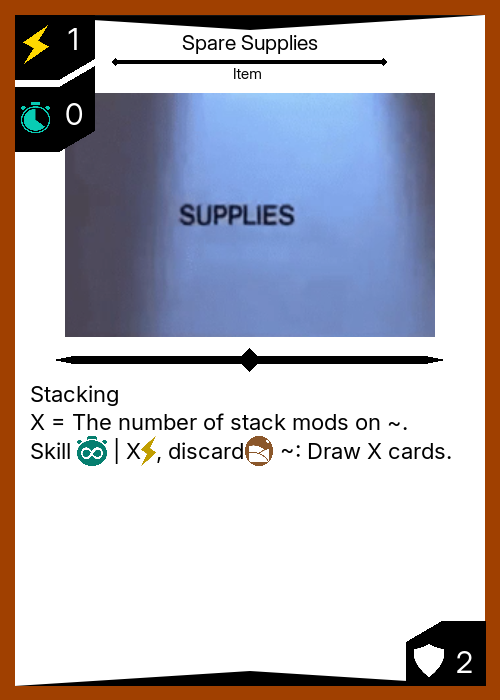 1
Spare Supplies
Item
0
SUPPLIES
Stacking
X = The number of stack mods on ~.
Skill | X, discard ~: Draw X cards.
2